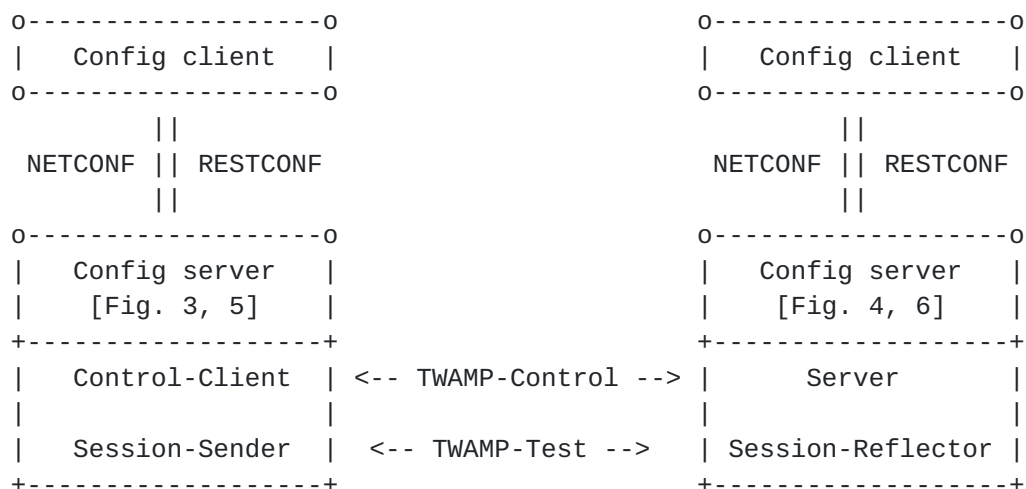 o-------------------o                       o-------------------o
|   Config client   |                       |   Config client   |
o-------------------o                       o-------------------o
         ||                                          ||
 NETCONF || RESTCONF                         NETCONF || RESTCONF
         ||                                          ||
o-------------------o                       o-------------------o
|   Config server   |                       |   Config server   |
|    [Fig. 3, 5]    |                       |    [Fig. 4, 6]    |
+-------------------+                       +-------------------+
|   Control-Client  | <-- TWAMP-Control --> |      Server       |
|                   |                       |                   |
|   Session-Sender  |  <-- TWAMP-Test -->   | Session-Reflector |
+-------------------+                       +-------------------+